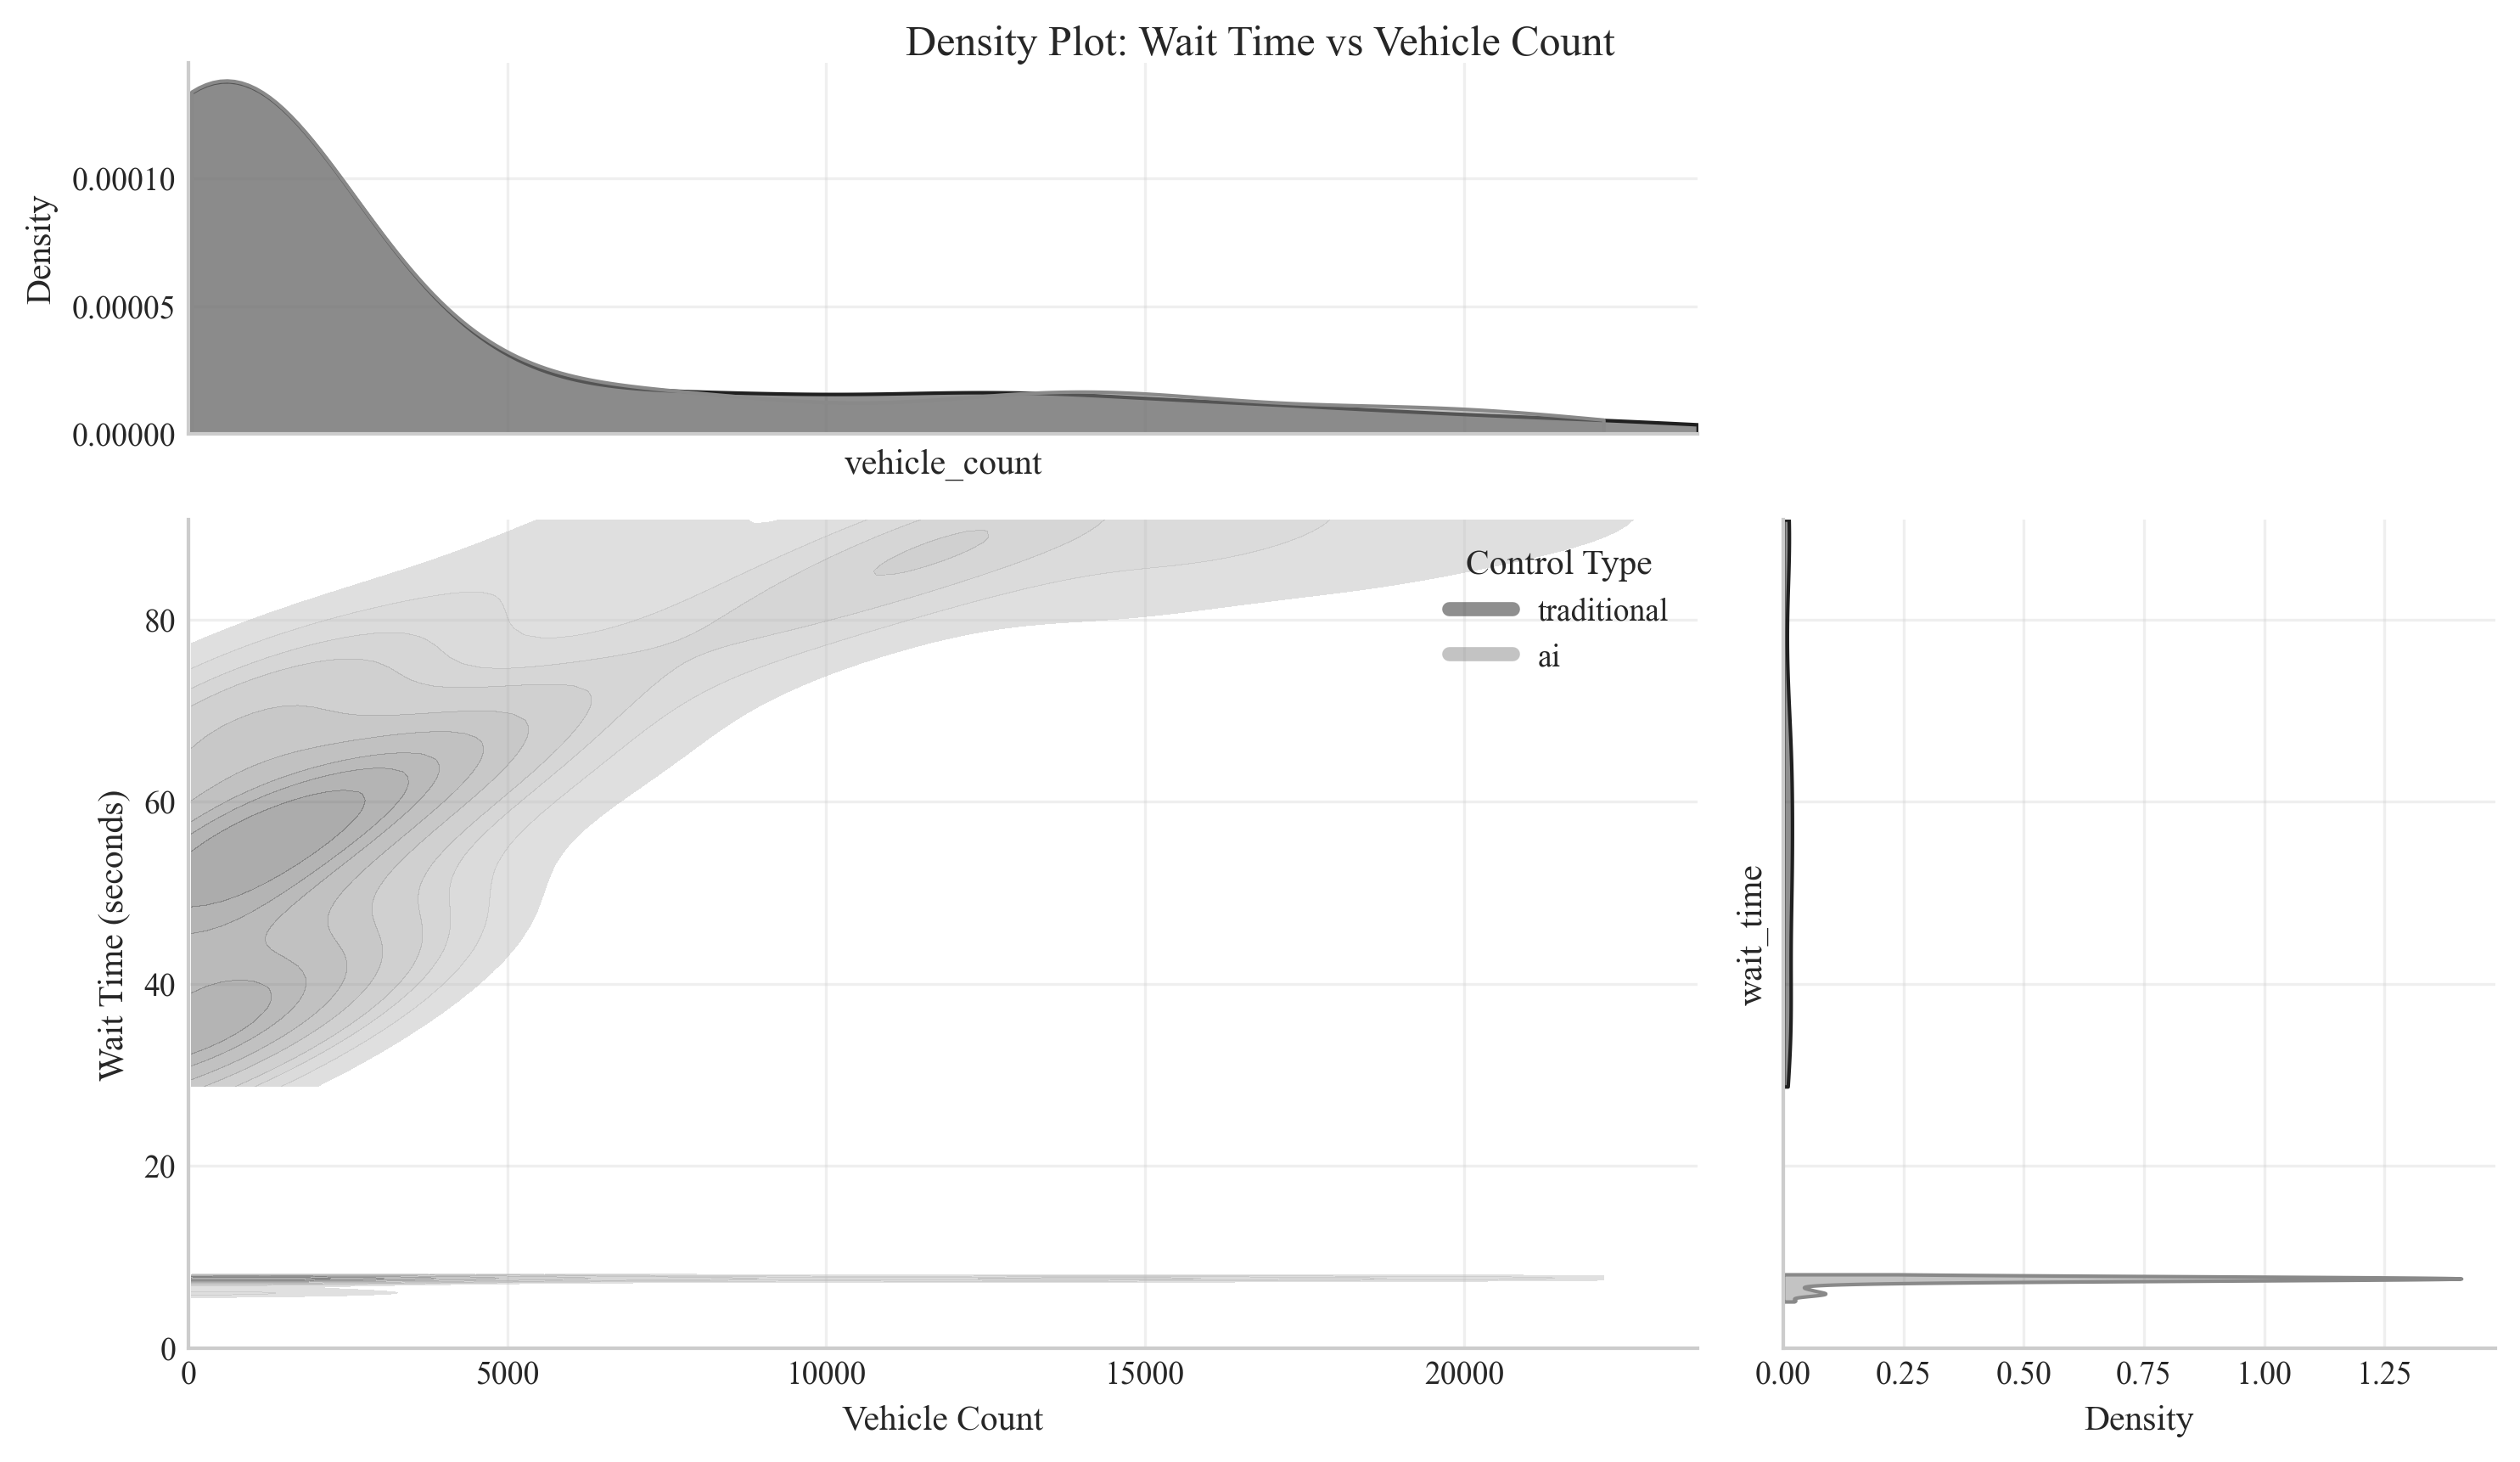 Density Plot: Wait Time vs Vehicle Count
Density
0.00010
0.00005
0.00000
vehicle_count
Wait Time (seconds)
80
60
40
20
0
0 5000 10000 15000 20000
Vehicle Count
Control Type
traditional
ai
wait_time
0.00 0.25 0.50 0.75 1.00 1.25
Density